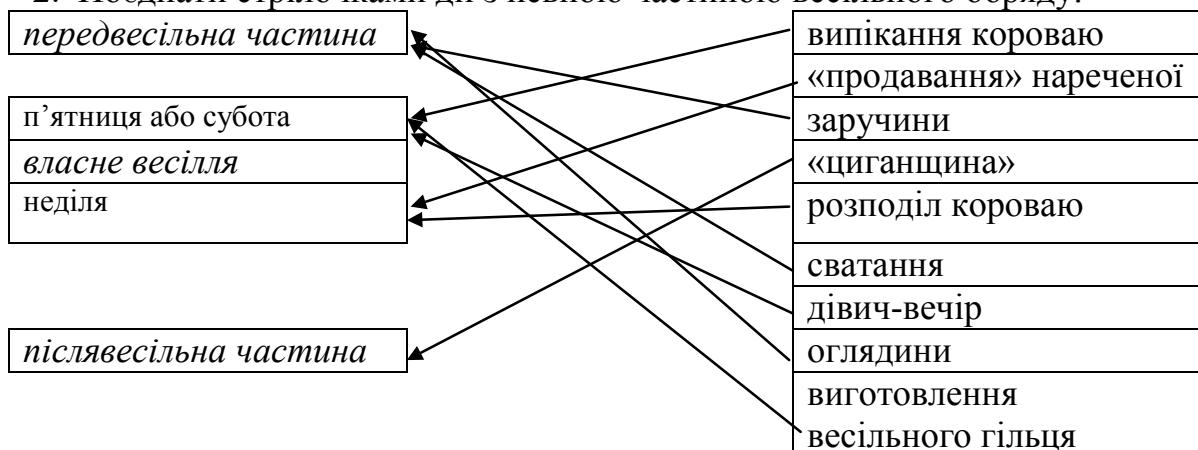 2. Поєднати стрілочками дії з певною частиною весільного обряду.
передвесільна частина
п’ятниця або субота
власне весілля
неділя
післявесільна частина
випікання короваю
«продавання» нареченої
заручини
«циганщина»
розподіл короваю
сватання
дівич-вечір
оглядини
виготовлення
весільного гільця